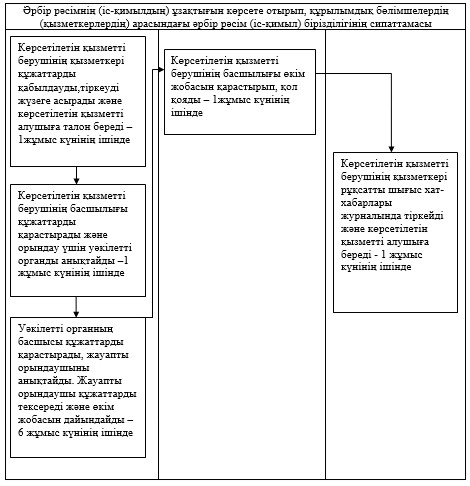 Әрбір рәсімнің (іс-қимылдың) ұзақтығын көрсете отырып, құрылымдық бөлімшелердің
(қызметкерлердің) арасындағы әрбір рәсім (іс-қимыл) бірізділігінің сипаттамасы
Көрсетілетін қызметті
берушінің қызметкері
құжаттарды
қабылдауды,тіркеуді
жүзеге асырады және
көрсетілетін қызметті
алушыға талон береді –
1жұмыс күнінің ішінде
Көрсетілетін қызметті
берушінің басшылығы
құжаттарды
қарастырады және
орындау үшін уәкілетті
органды анықтайды –1
жұмыс күнінің ішінде
Уәкілетті органның
басшысы құжаттарды
қарастырады, жауапты
орындаушыны
анықтайды. Жауапты
орындаушы құжаттарды
тексереді және өкім
жобасын дайындайды –
6 жұмыс күнінің ішінде
Көрсетілетін қызметті
берушінің басшылығы өкім
жобасын қарастырып, қол
қояды – 1жұмыс күнінің
ішінде
Көрсетілетін қызметті
берушінің қызметкері
рұқсатты шығыс хат-
хабарлары
журналында тіркейді
және көрсетілетін
қызметті алушыға
береді - 1 жұмыс
күнінің ішінде